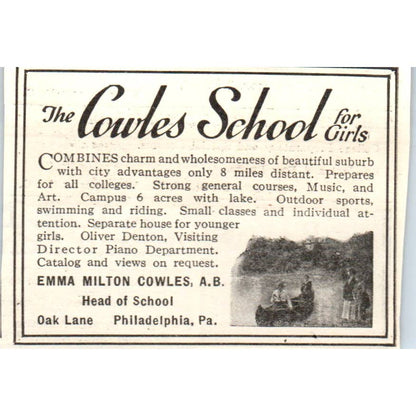 The Cowles School for Girls
COMBINES charm and wholesomeness of beautiful suburb
with city advantages only 8 miles distant. Prepares
for all colleges. Strong general courses, Music, and
Art. Campus 6 acres with lake. Outdoor sports,
swimming and riding. Small classes and individual at-
tention. Separate house for younger
girls. Oliver Denton, Visiting
Director Piano Department.
Catalog and views on request.
EMMA MILTON COWLES, A.B.
Head of School
Oak Lane Philadelphia, Pa.